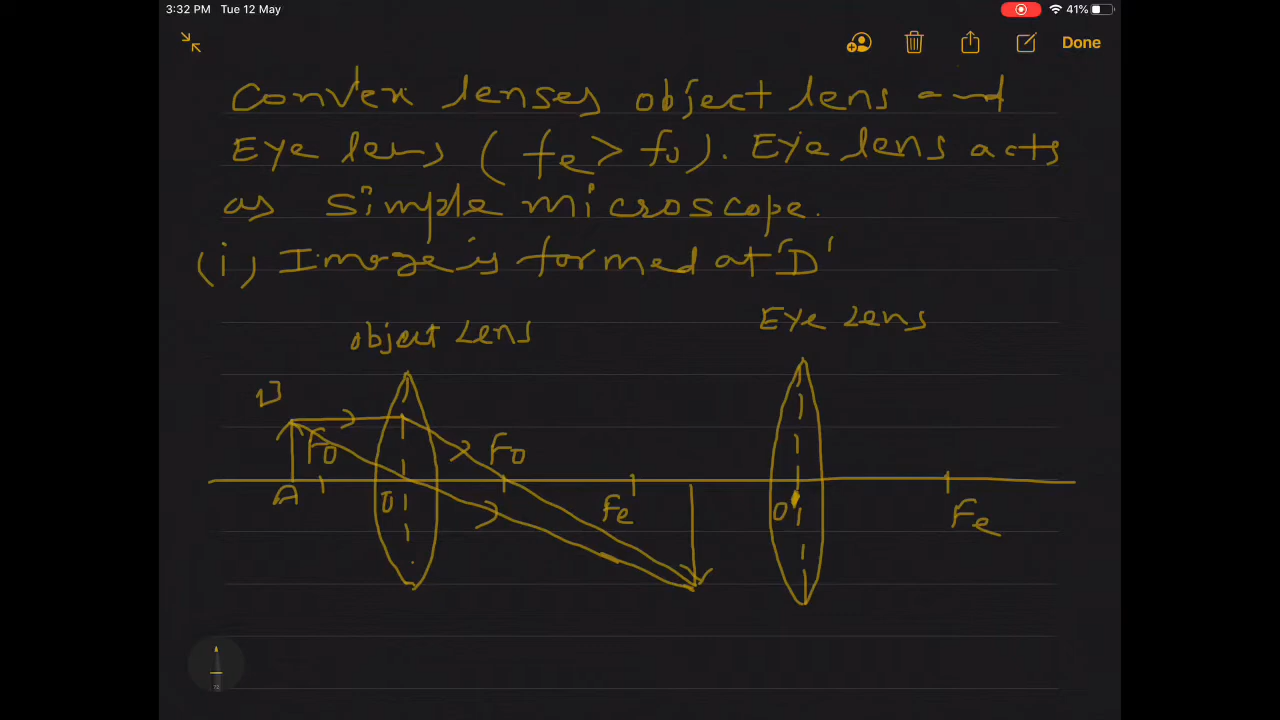 3:32 PM Tue 12 May
41%
Done
Convex lenses object lens and
Eye lens (fe > fo). Eye lens acts
as simple microscope.
(i) Image is formed at 'D'
Object Lens
Eye Lens
B
Fo
Fo
A
O
Fe
O'
Fe